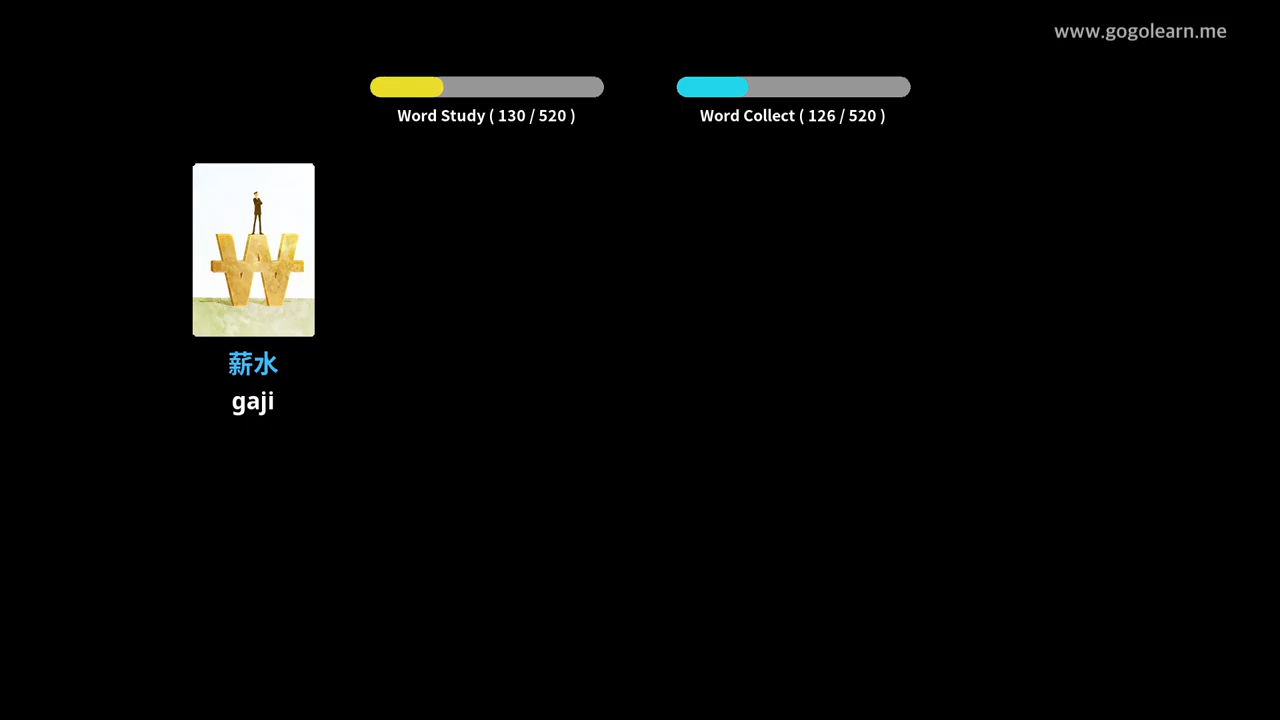 www.gogolearn.me
Word Study ( 130 / 520 )
Word Collect ( 126 / 520 )
₩
薪水
gaji